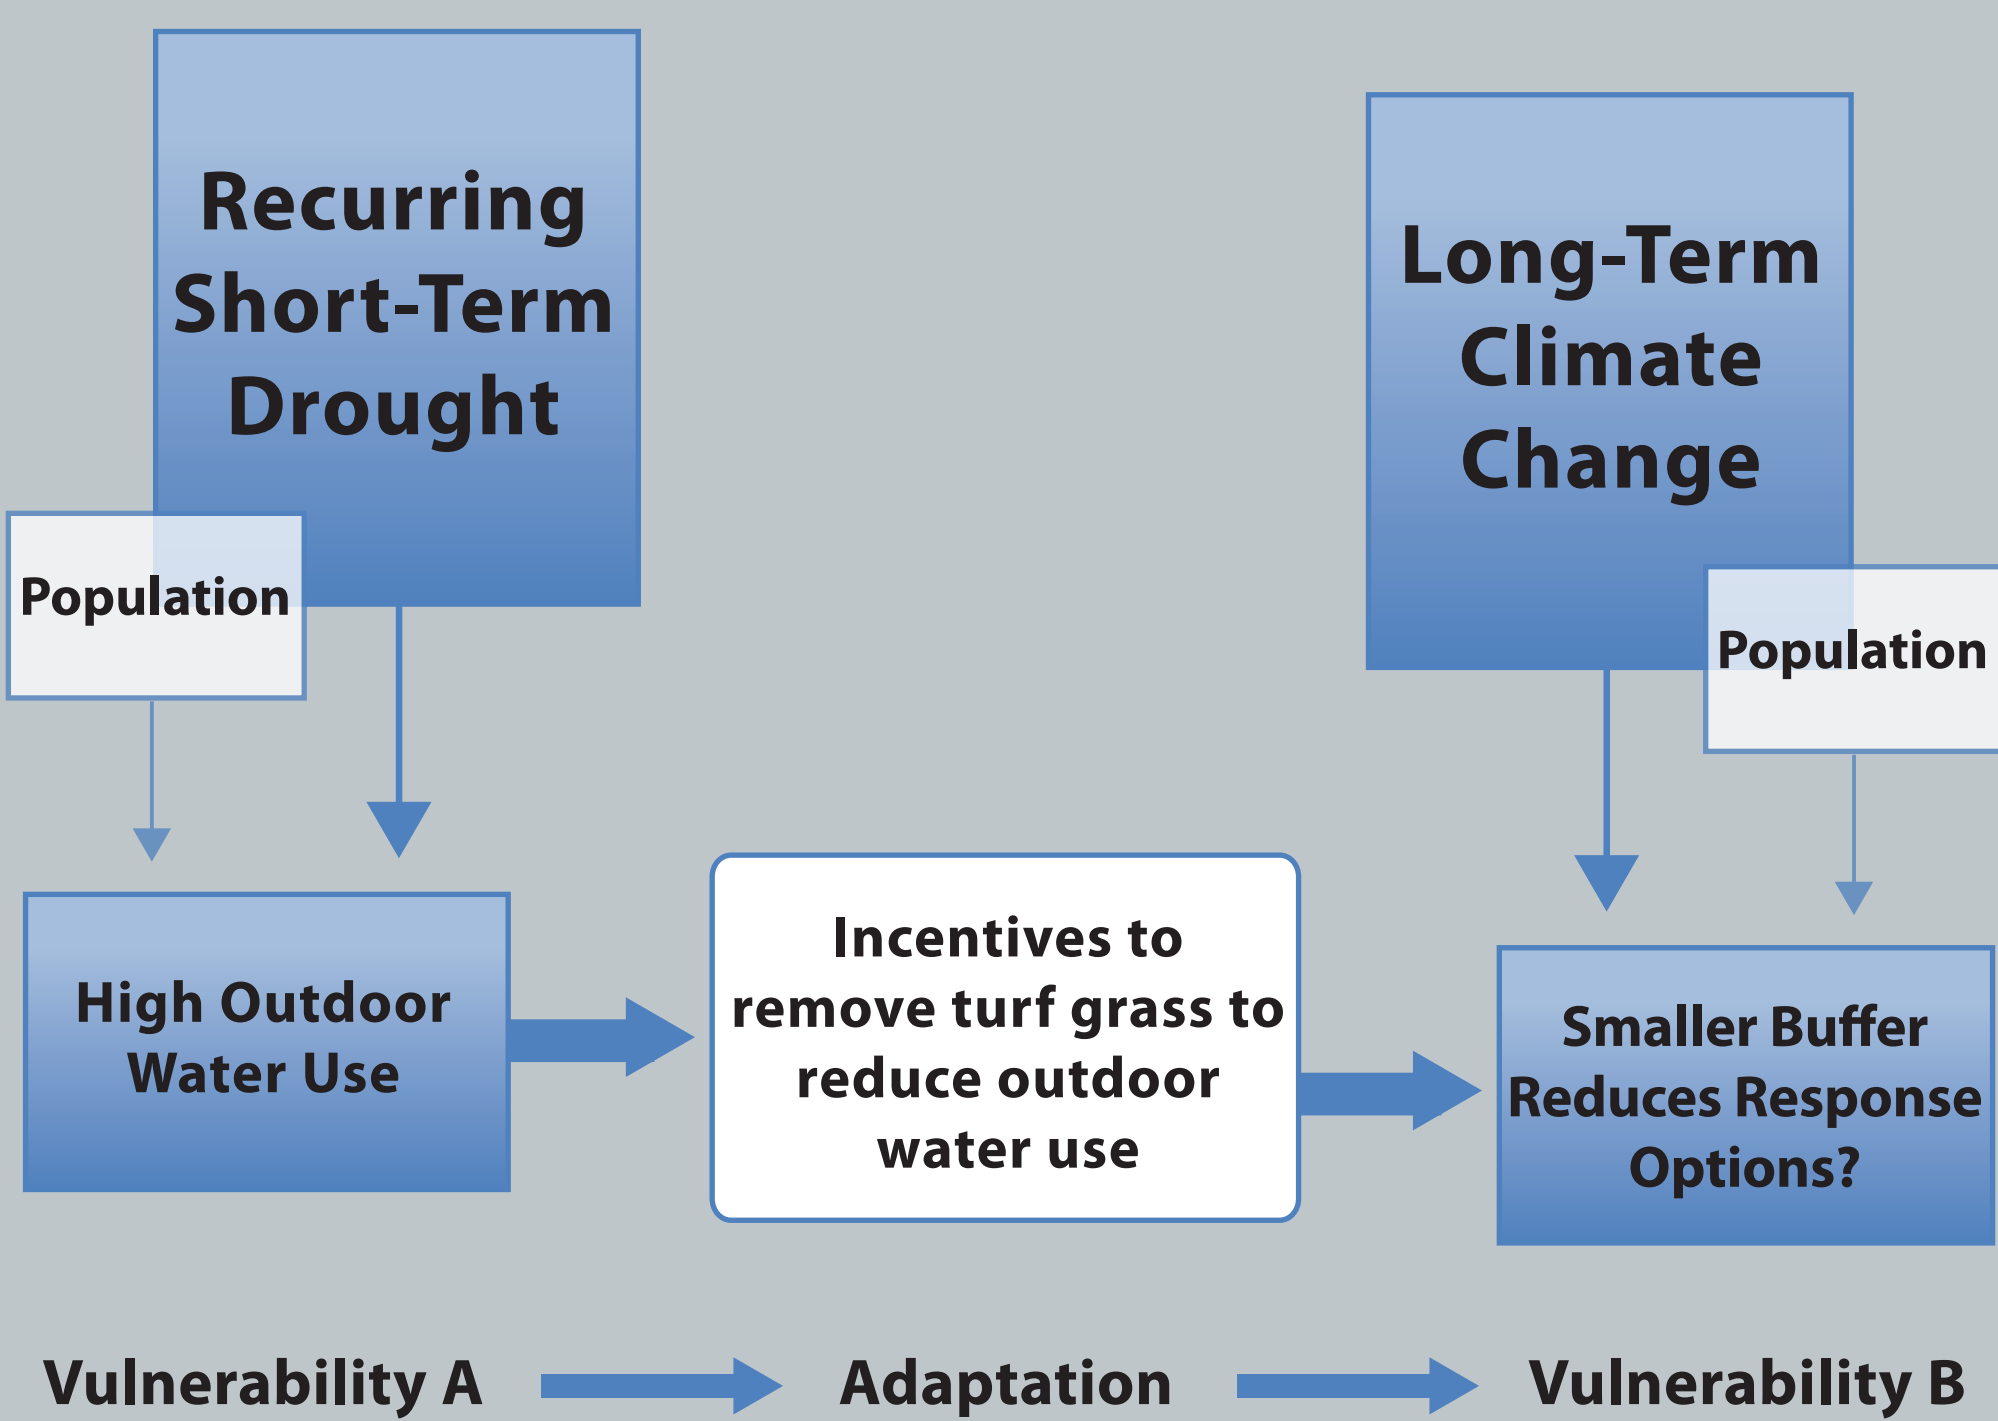 Recurring
Short-Term
Drought
Population
Long-Term
Climate
Change
Population
High Outdoor
Water Use
Incentives to
remove turf grass to
reduce outdoor
water use
Smaller Buffer
Reduces Response
Options?
Vulnerability A
Adaptation
Vulnerability B